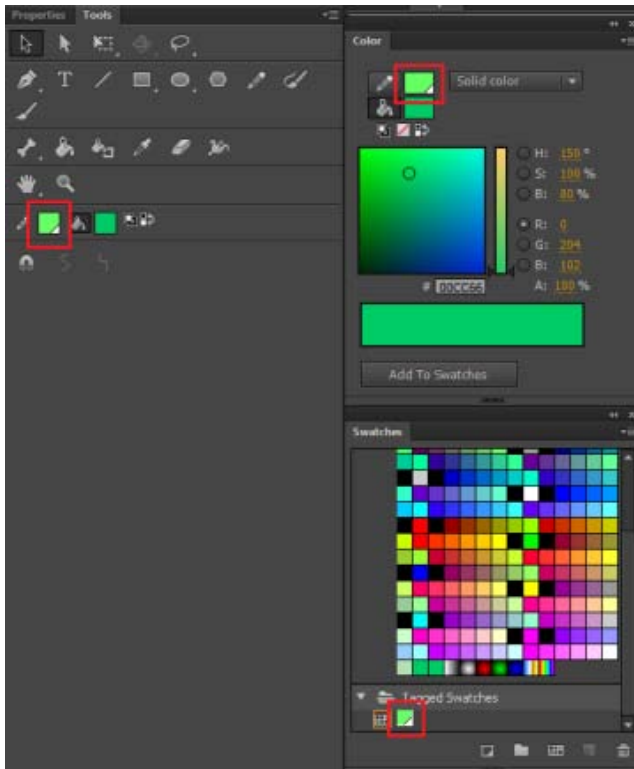 Properties Tools
T
Color
Solid color
H: 150 °
S: 100 %
B: 80 %
R: 0
G: 204
B: 102
# 00CC66 A: 100 %
Add To Swatches
Swatches
Tagged Swatches